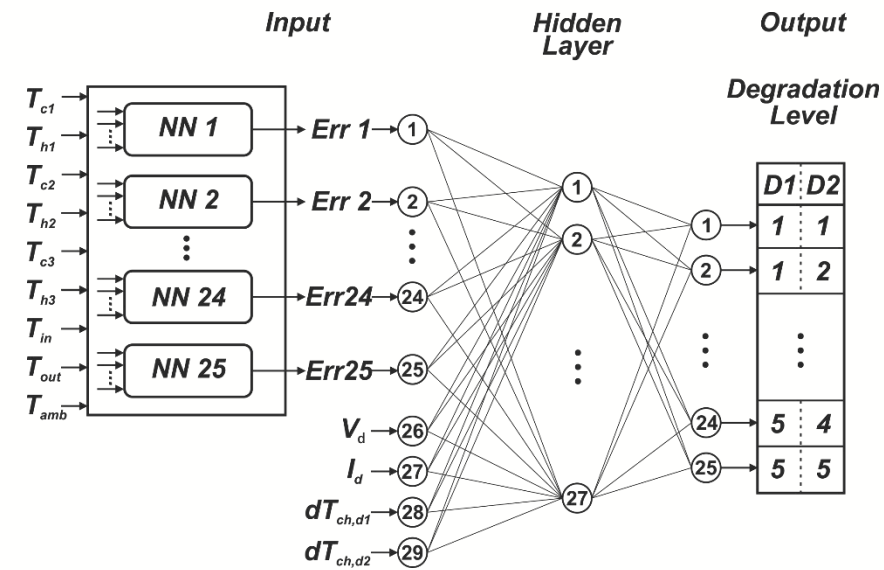 Input
Hidden
Layer
Output
Degradation
Level
T_c1
T_h1
T_c2
T_h2
T_c3
T_h3
T_in
T_out
T_amb
NN 1
NN 2
NN 24
NN 25
Err 1
Err 2
Err24
Err25
V_d
I_d
dT_ch,d1
dT_ch,d2
1
2
24
25
26
27
28
29
1
2
27
1
2
24
25
D1 D2
1 1
1 2
5 4
5 5